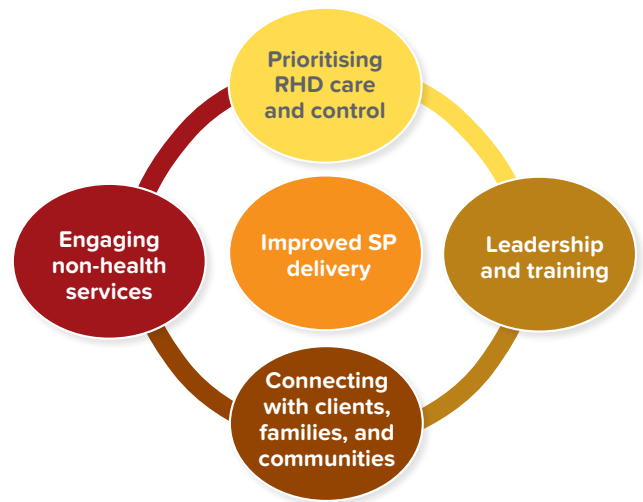 Prioritising
RHD care
and control
Engaging
non-health
services
Improved SP
delivery
Leadership
and training
Connecting
with clients,
families, and
communities